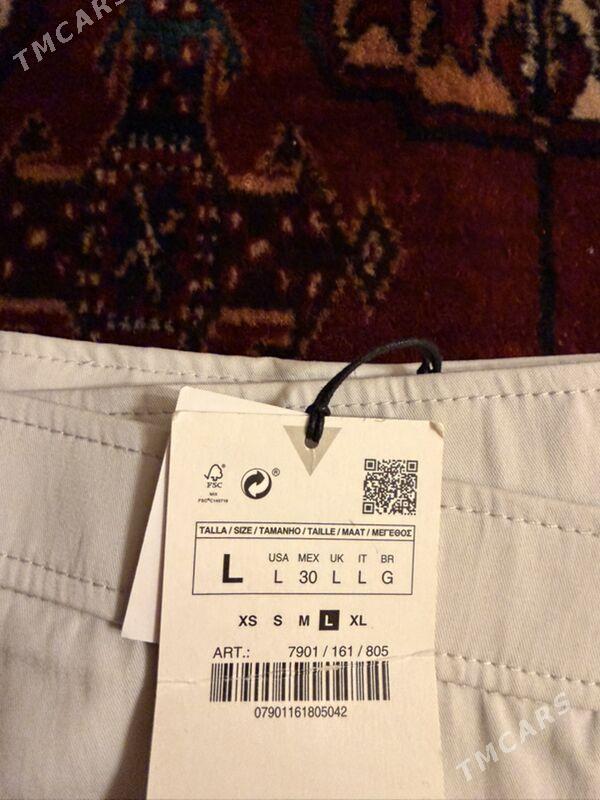 TMCARS
FSC
MIX
®
TALLA / SIZE / TAMANHO / TAILLE / MAAT / ΜΕΓΕΘΟΣ
L
USA MEX UK IT BR
L 30 L L G
XS S M L XL
ART.: 7901 / 161 / 805
07901161805042
TMCARS